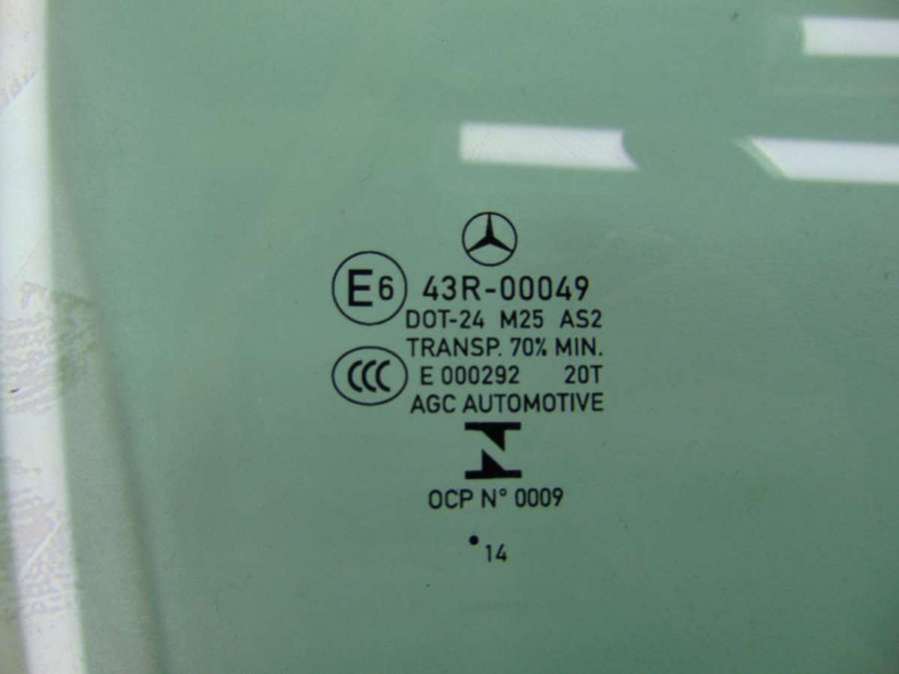 E6 43R-00049
DOT-24 M25 AS2
TRANSP. 70% MIN.
CCC E 000292 20T
AGC AUTOMOTIVE
OCP N° 0009
•14